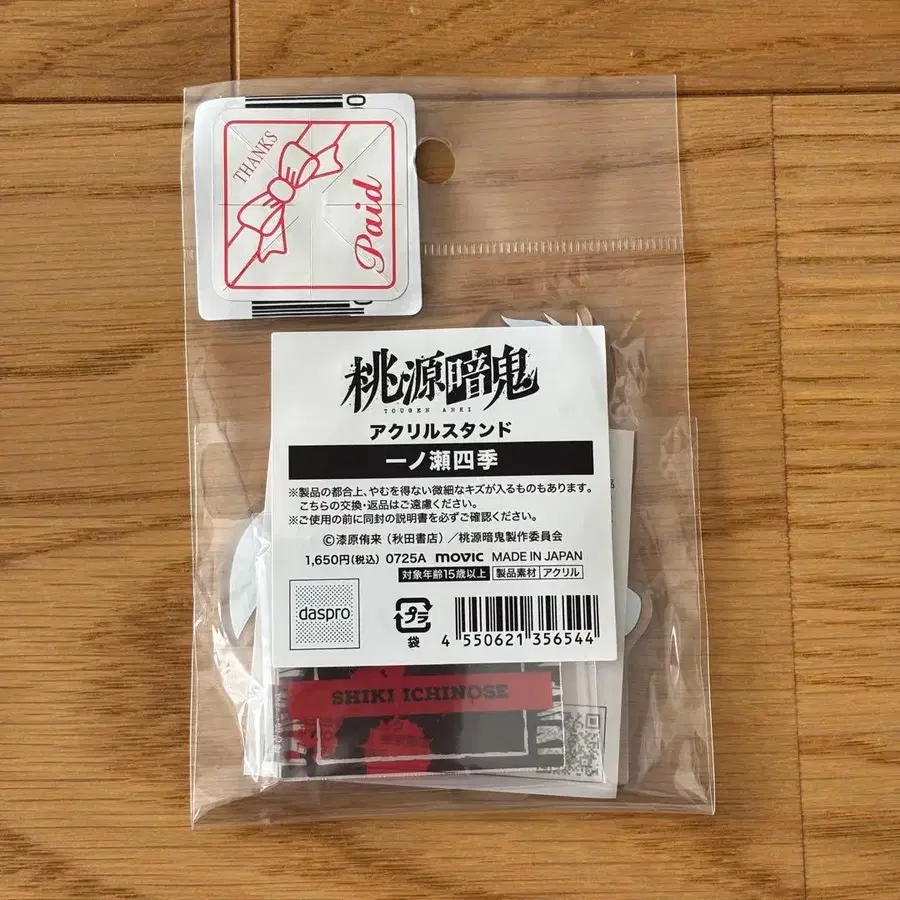 THANKS
Paid
桃源暗鬼
TOUGEN ANKI
アクリルスタンド
一ノ瀬四季
※製品の都合上、やむを得ない微細なキズが入るものもあります。
こちらの交換・返品はご遠慮ください。
※ご使用の前に同封の説明書を必ずご確認ください。
©漆原侑来（秋田書店）／桃源暗鬼製作委員会
1,650円(税込) 0725A movic MADE IN JAPAN
対象年齢15歳以上 製品素材 アクリル
daspro
プラ
袋
4 550621 356544
SHIKI ICHINOSE